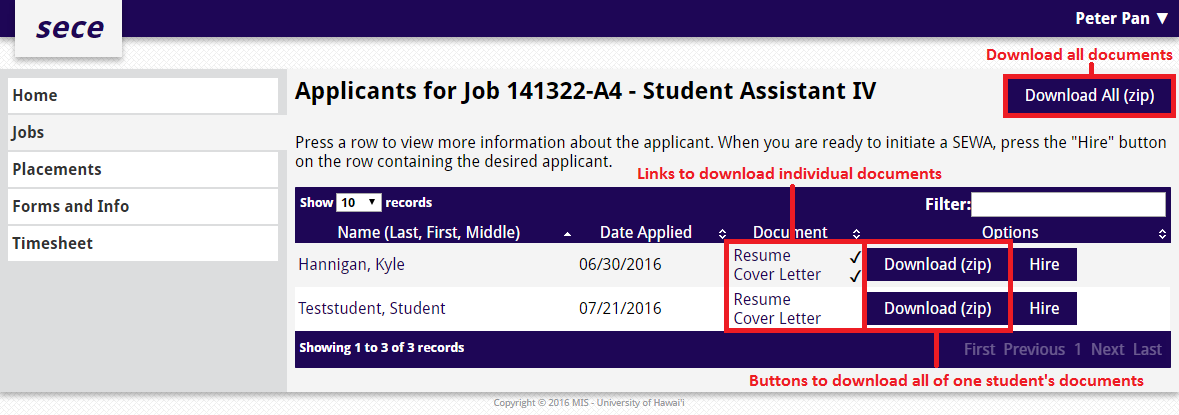 sece
Peter Pan ▼
Download all documents
Home
Jobs
Placements
Forms and Info
Timesheet
Applicants for Job 141322-A4 - Student Assistant IV
Download All (zip)
Press a row to view more information about the applicant. When you are ready to initiate a SEWA, press the "Hire" button
on the row containing the desired applicant.
Links to download individual documents
Show 10 ▼ records
Filter:
Name (Last, First, Middle) Date Applied Document Options
Hannigan, Kyle 06/30/2016 Resume ✓ Download (zip) Hire
Cover Letter ✓
Teststudent, Student 07/21/2016 Resume Download (zip) Hire
Cover Letter
Showing 1 to 3 of 3 records
First Previous 1 Next Last
Buttons to download all of one student's documents
Copyright © 2016 MIS - University of Hawai'i